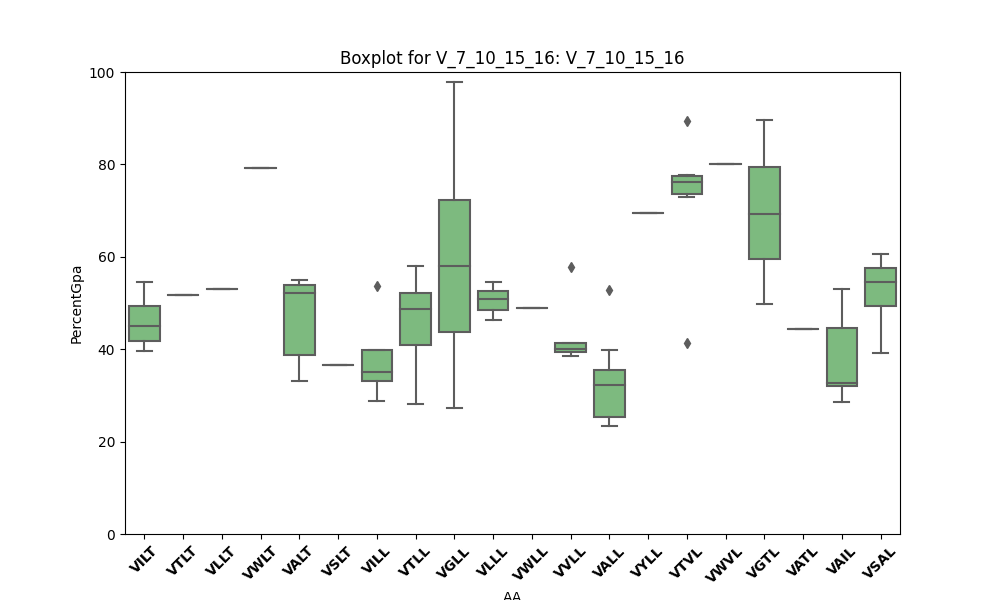 Boxplot for V_7_10_15_16: V_7_10_15_16
100
80
60
40
20
0
PercentGpa
VILT VTLT VLLT VWLT VALT VSLT VILL VTLL VGLL VLLL VWLL VVLL VALL VYLL VTVL VWVL VGTL VATL VAIL VSAL
AA